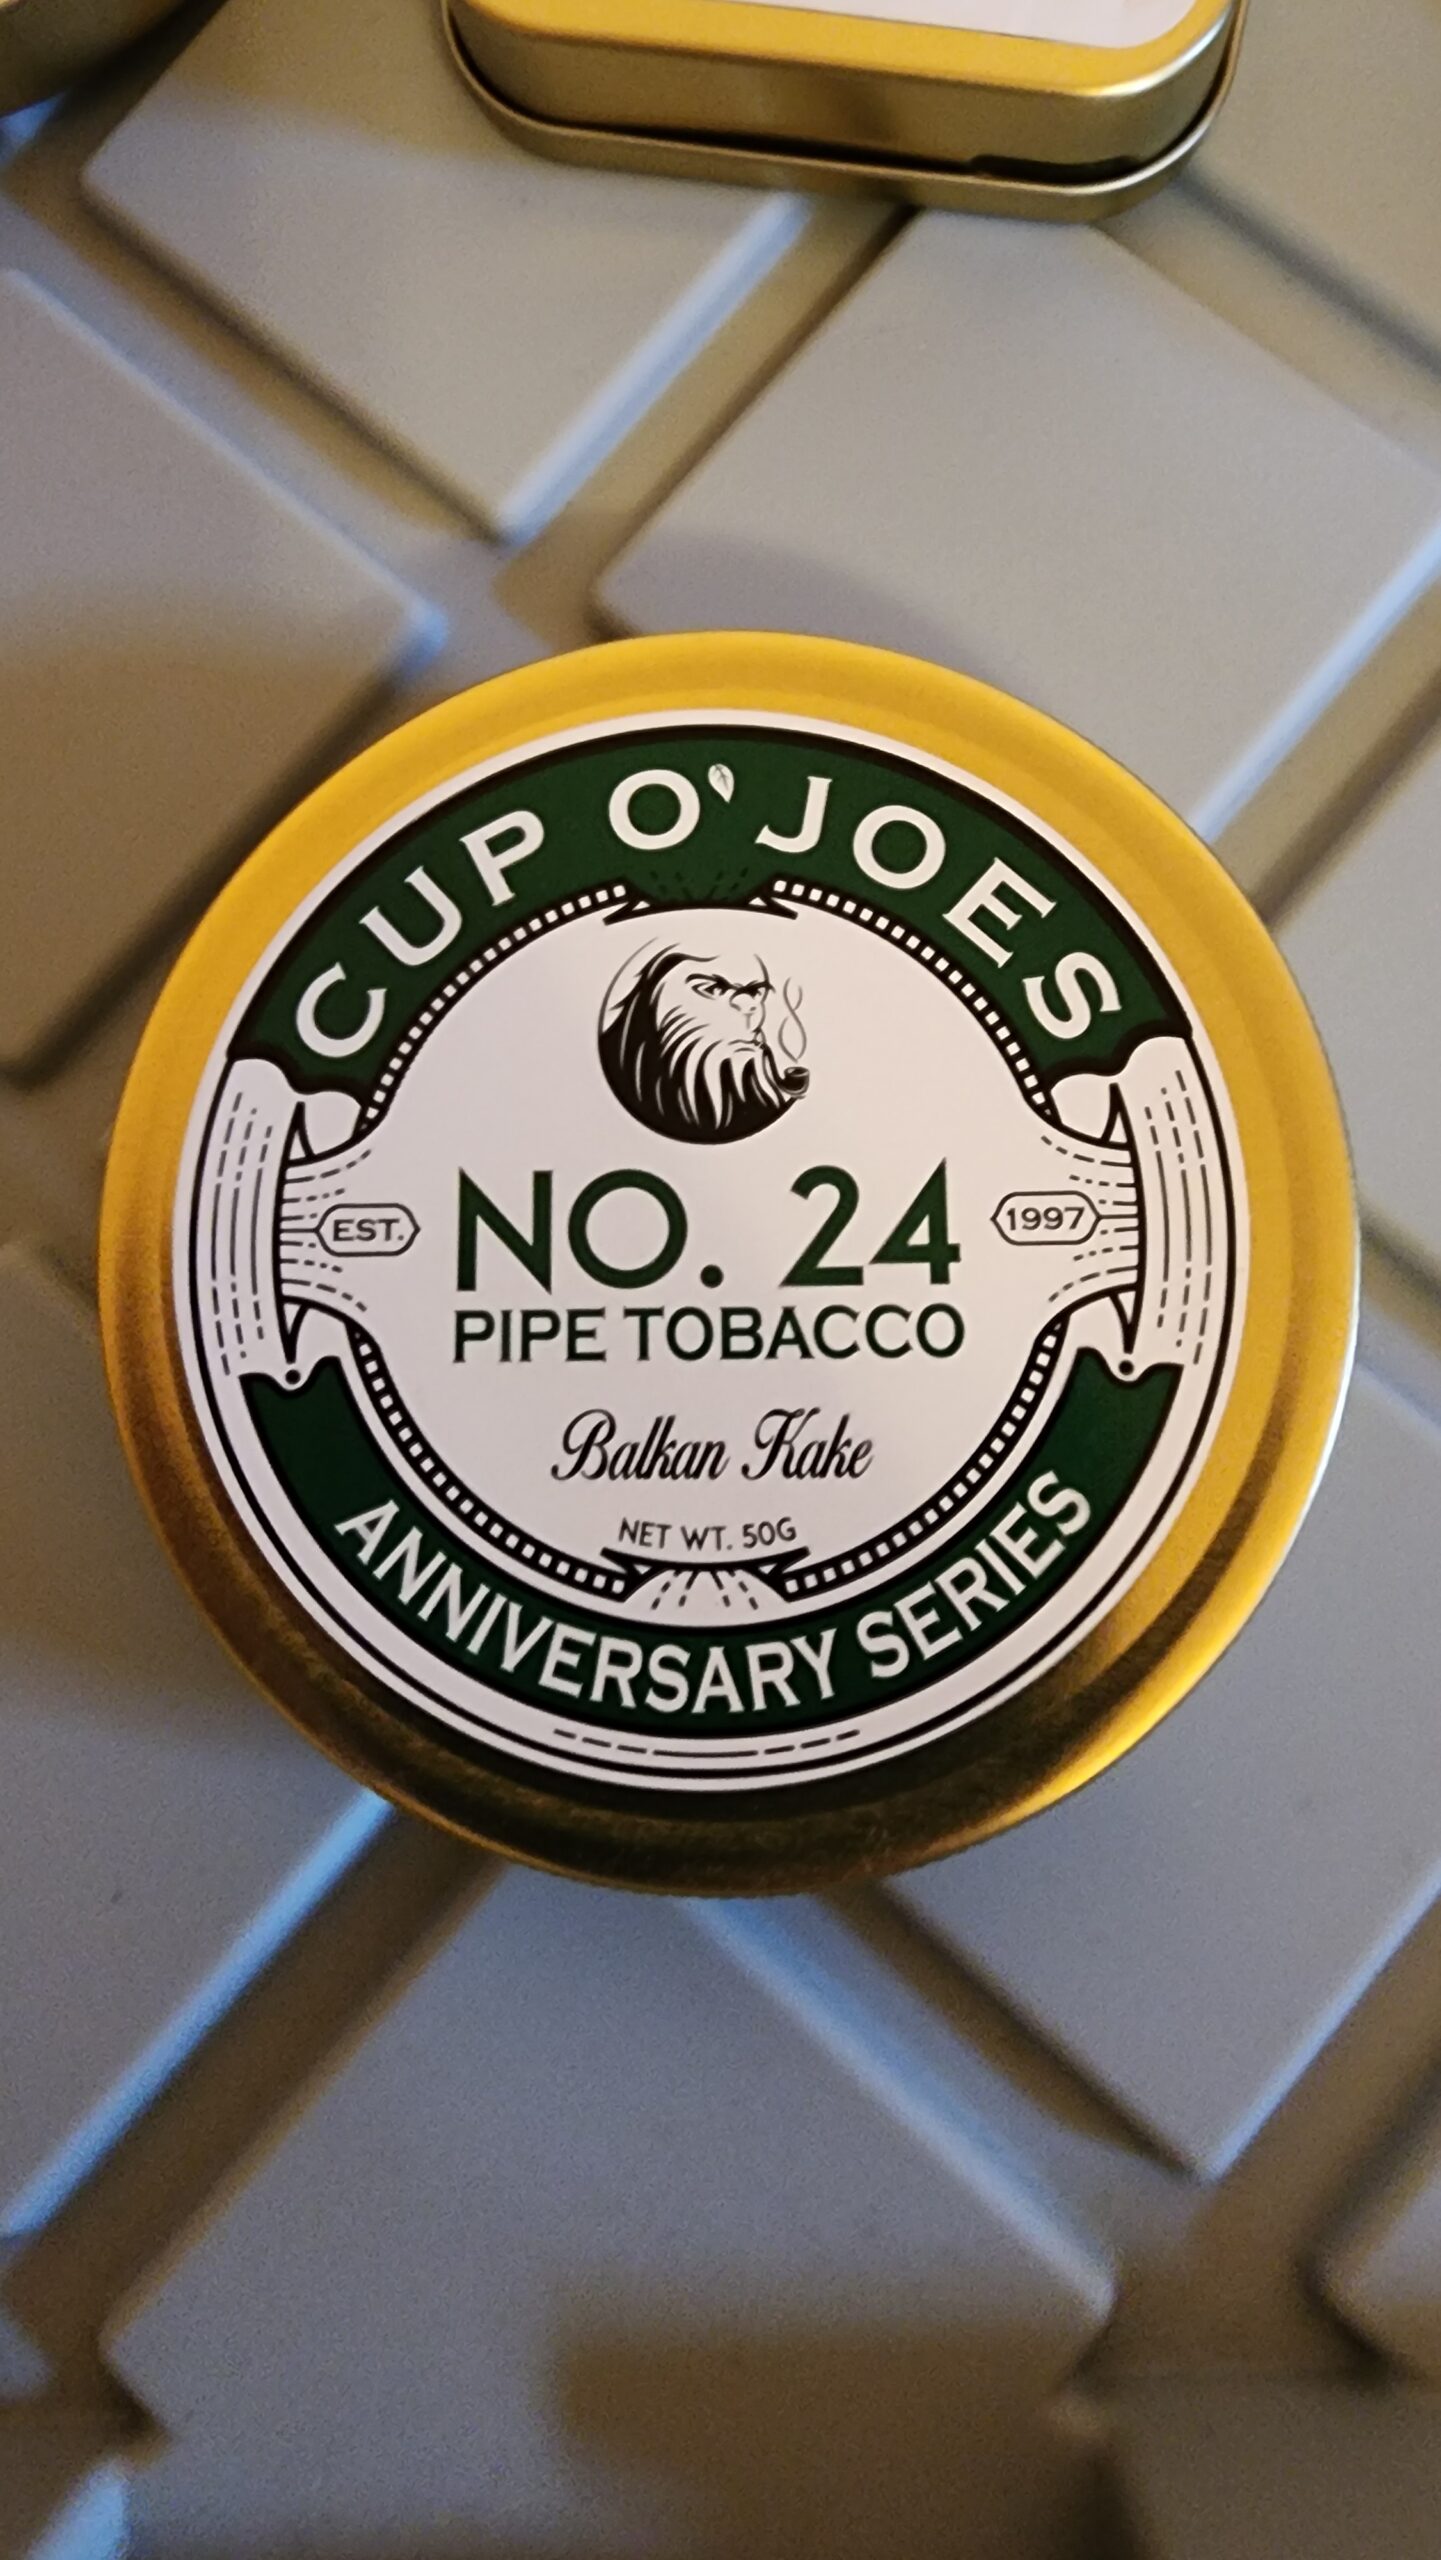 CUP O'JOES
EST.
NO. 24
1997
PIPE TOBACCO
Balkan Kake
NET WT. 50G
ANNIVERSARY SERIES